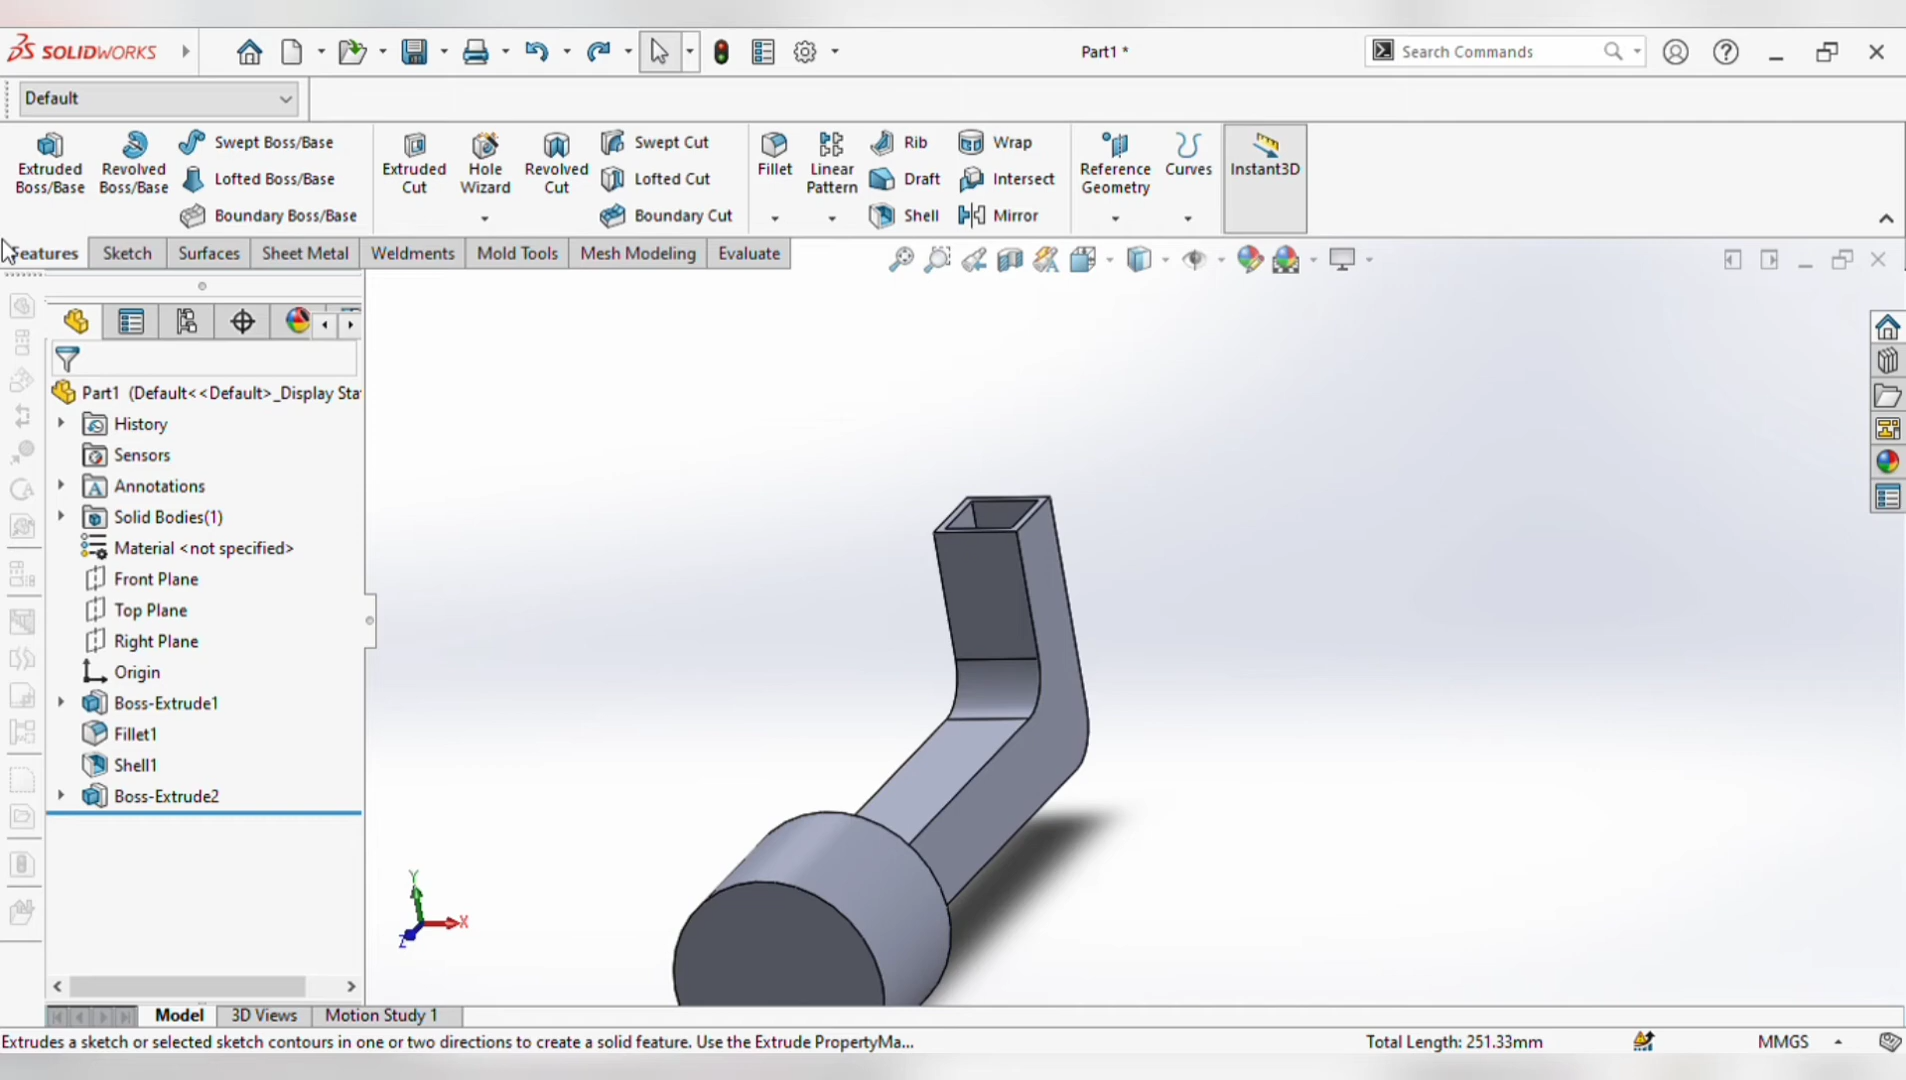 SOLIDWORKS
Part1 *
Search Commands
Default
Extruded Boss/Base
Revolved Boss/Base
Swept Boss/Base
Lofted Boss/Base
Boundary Boss/Base
Extruded Cut
Hole Wizard
Revolved Cut
Swept Cut
Lofted Cut
Boundary Cut
Fillet
Linear Pattern
Rib
Draft
Shell
Wrap
Intersect
Mirror
Reference Geometry
Curves
Instant3D
Features
Sketch
Surfaces
Sheet Metal
Weldments
Mold Tools
Mesh Modeling
Evaluate
Part1 (Default<<Default>_Display Sta
History
Sensors
Annotations
Solid Bodies(1)
Material <not specified>
Front Plane
Top Plane
Right Plane
Origin
Boss-Extrude1
Fillet1
Shell1
Boss-Extrude2
Y
X
Z
Model
3D Views
Motion Study 1
Extrudes a sketch or selected sketch contours in one or two directions to create a solid feature. Use the Extrude PropertyMa...
Total Length: 251.33mm
MMGS